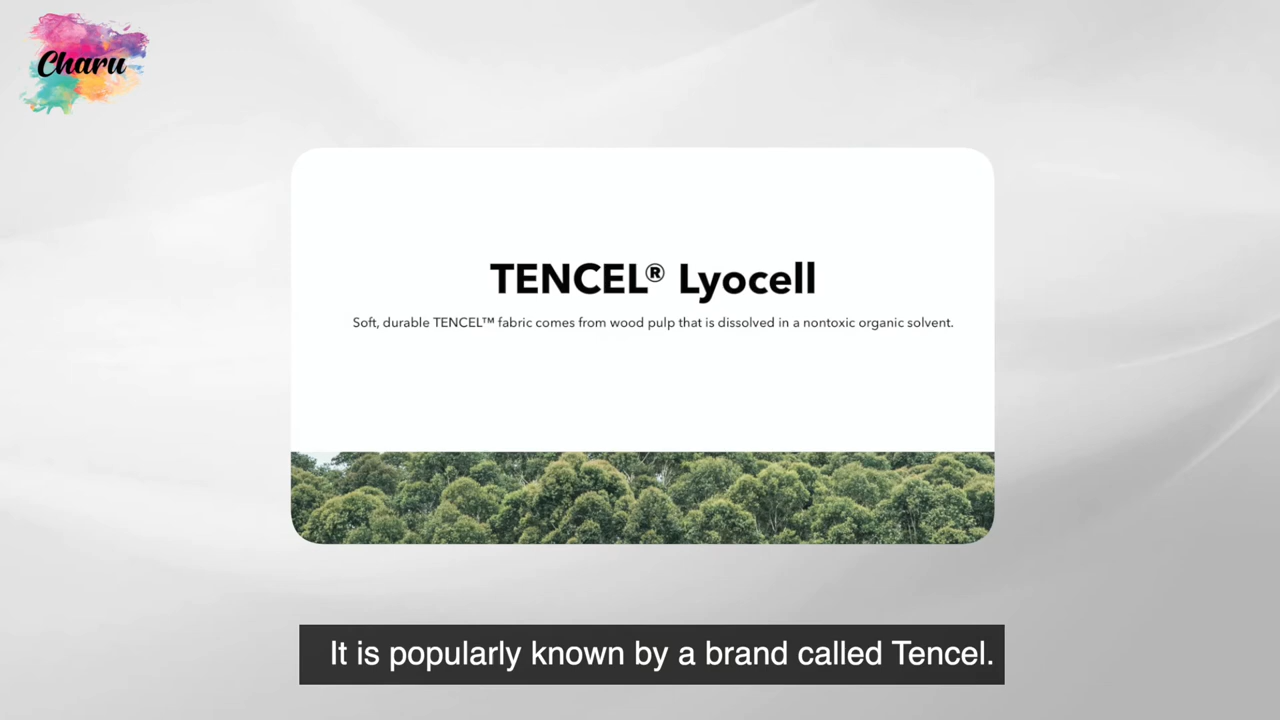 Charu
TENCEL® Lyocell
Soft, durable TENCEL™ fabric comes from wood pulp that is dissolved in a nontoxic organic solvent.
It is popularly known by a brand called Tencel.